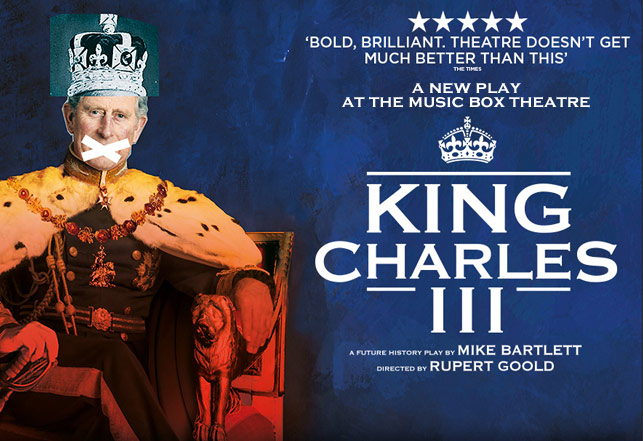 ‘BOLD, BRILLIANT. THEATRE DOESN’T GET
MUCH BETTER THAN THIS’
THE TIMES
A NEW PLAY
AT THE MUSIC BOX THEATRE
KING
CHARLES
III
A FUTURE HISTORY PLAY BY MIKE BARTLETT
DIRECTED BY RUPERT GOOLD